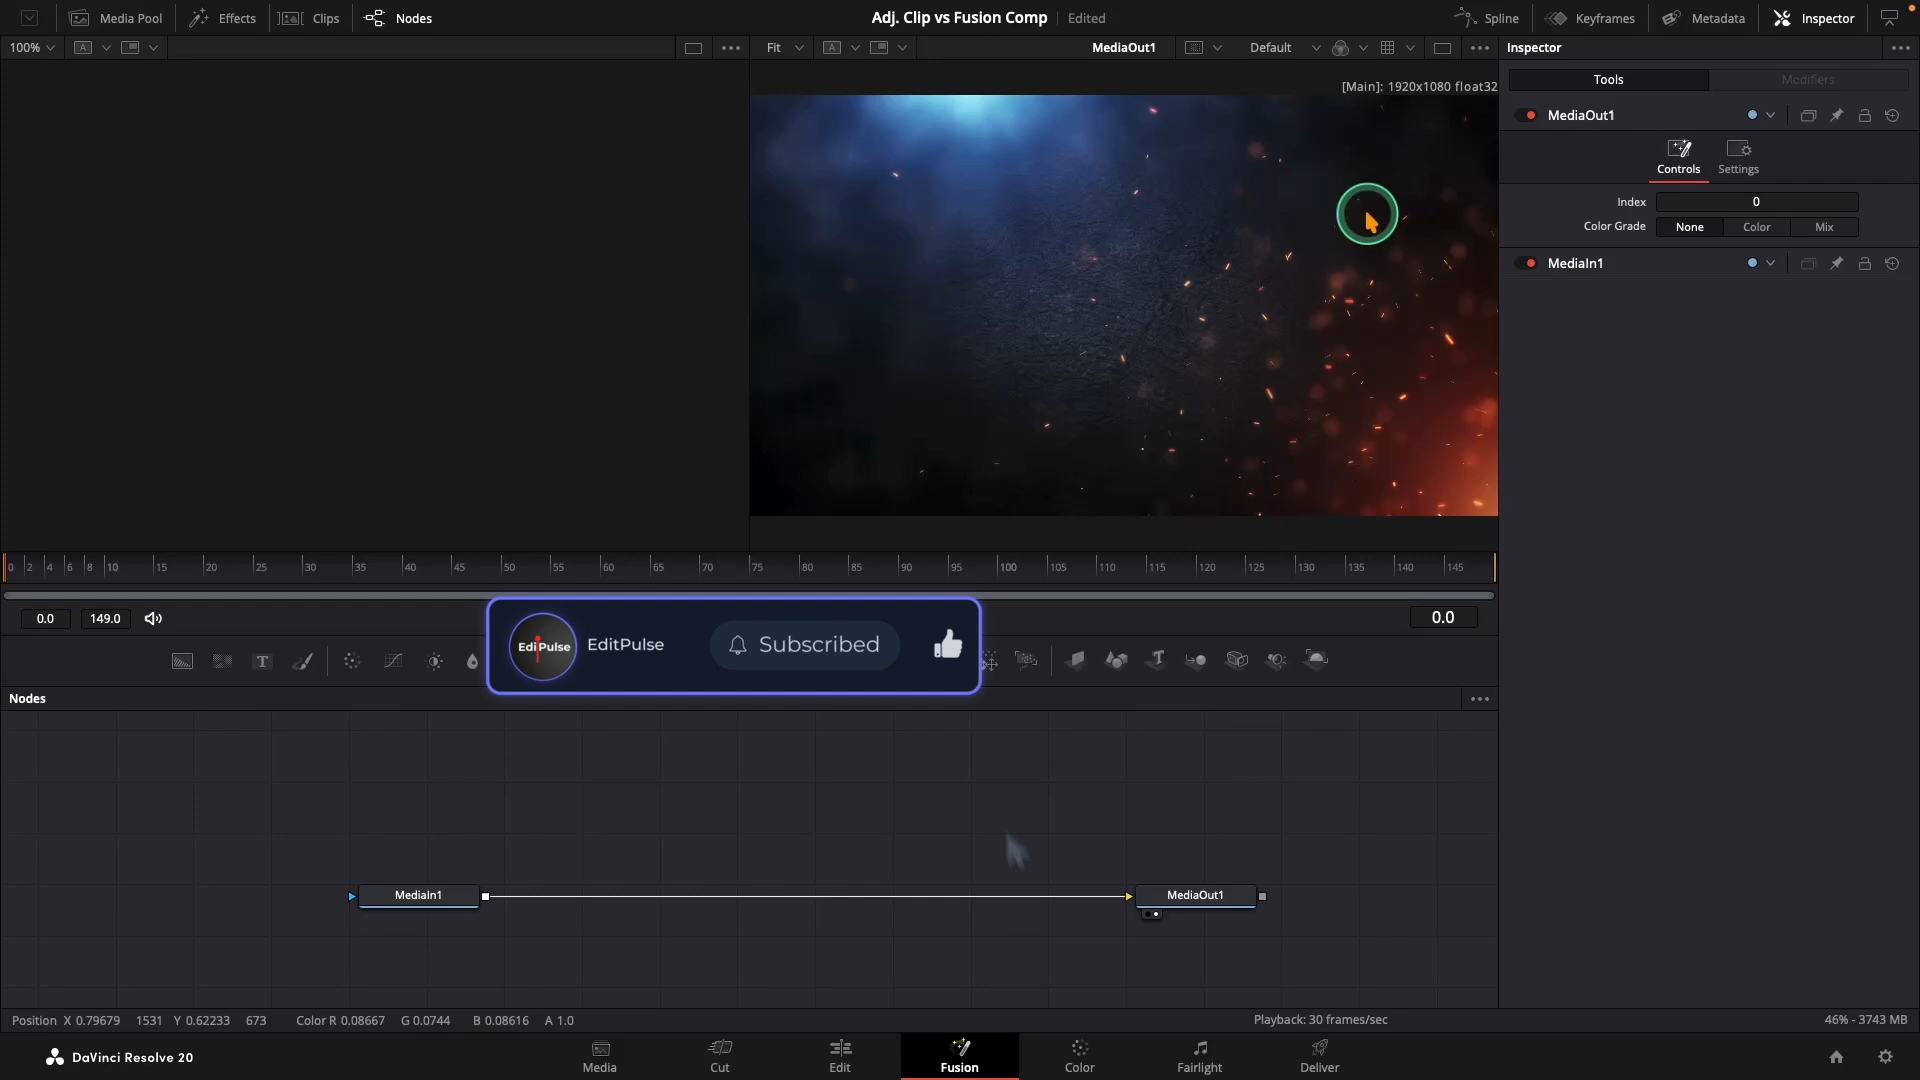 Media Pool Effects Clips Nodes Adj. Clip vs Fusion Comp Edited Spline Keyframes Metadata Inspector
100% A Fit A MediaOut1 Default Inspector
[Main]: 1920x1080 float32
Tools Modifiers
MediaOut1
Controls Settings
Index 0
Color Grade None Color Mix
MediaIn1
0 2 4 6 8 10 15 20 25 30 35 40 45 50 55 60 65 70 75 80 85 90 95 100 105 110 115 120 125 130 135 140 145
0.0 149.0 0.0
EditPulse EditPulse Subscribed
T T
Nodes
MediaIn1 MediaOut1
Position X 0.79679 1531 Y 0.62233 673 Color R 0.08667 G 0.0744 B 0.08616 A 1.0 Playback: 30 frames/sec 46% - 3743 MB
DaVinci Resolve 20 Media Cut Edit Fusion Color Fairlight Deliver